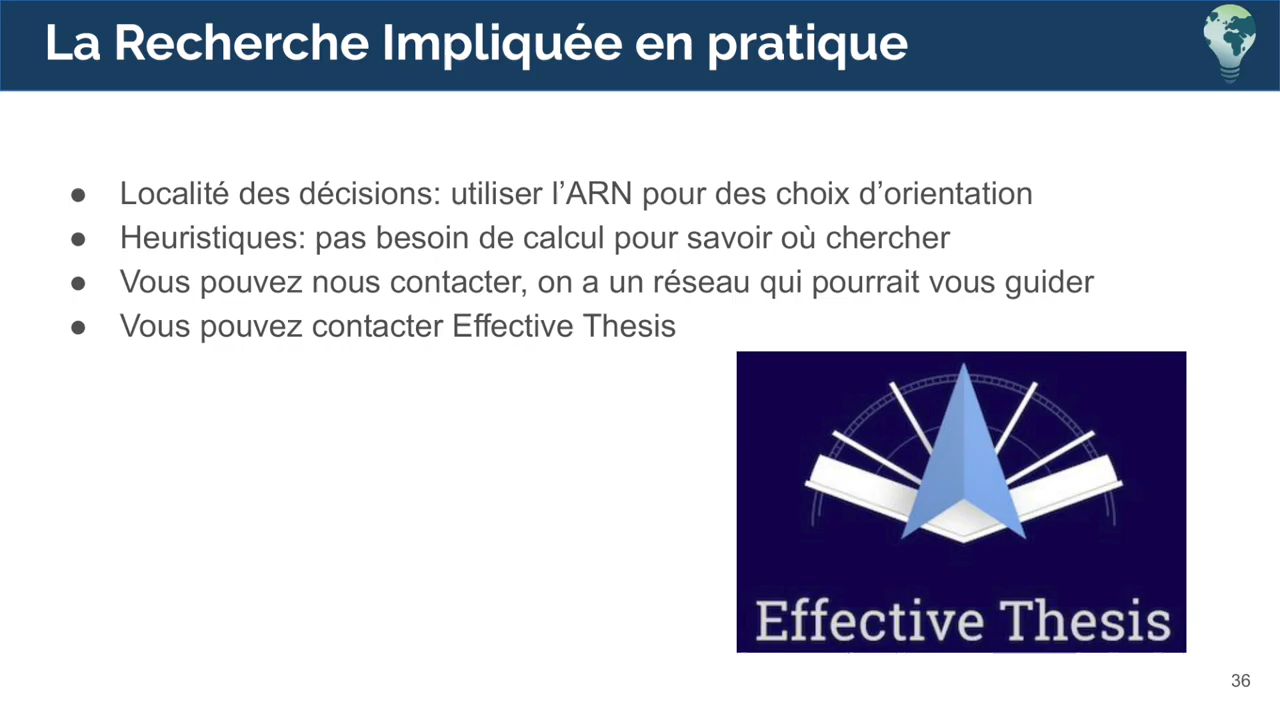 La Recherche Impliquée en pratique
● Localité des décisions: utiliser l’ARN pour des choix d’orientation
● Heuristiques: pas besoin de calcul pour savoir où chercher
● Vous pouvez nous contacter, on a un réseau qui pourrait vous guider
● Vous pouvez contacter Effective Thesis
Effective Thesis
36